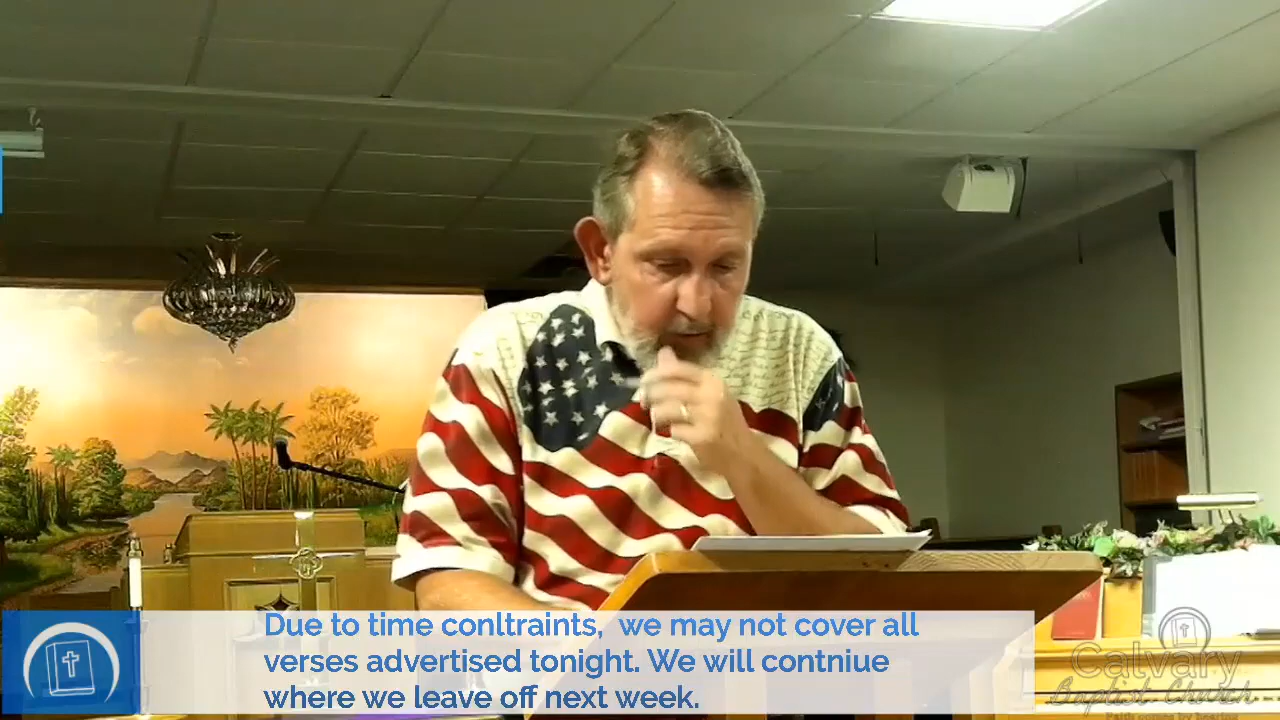 Due to time conltraints, we may not cover all
verses advertised tonight. We will contniue
where we leave off next week.
Calvary
Baptist Church